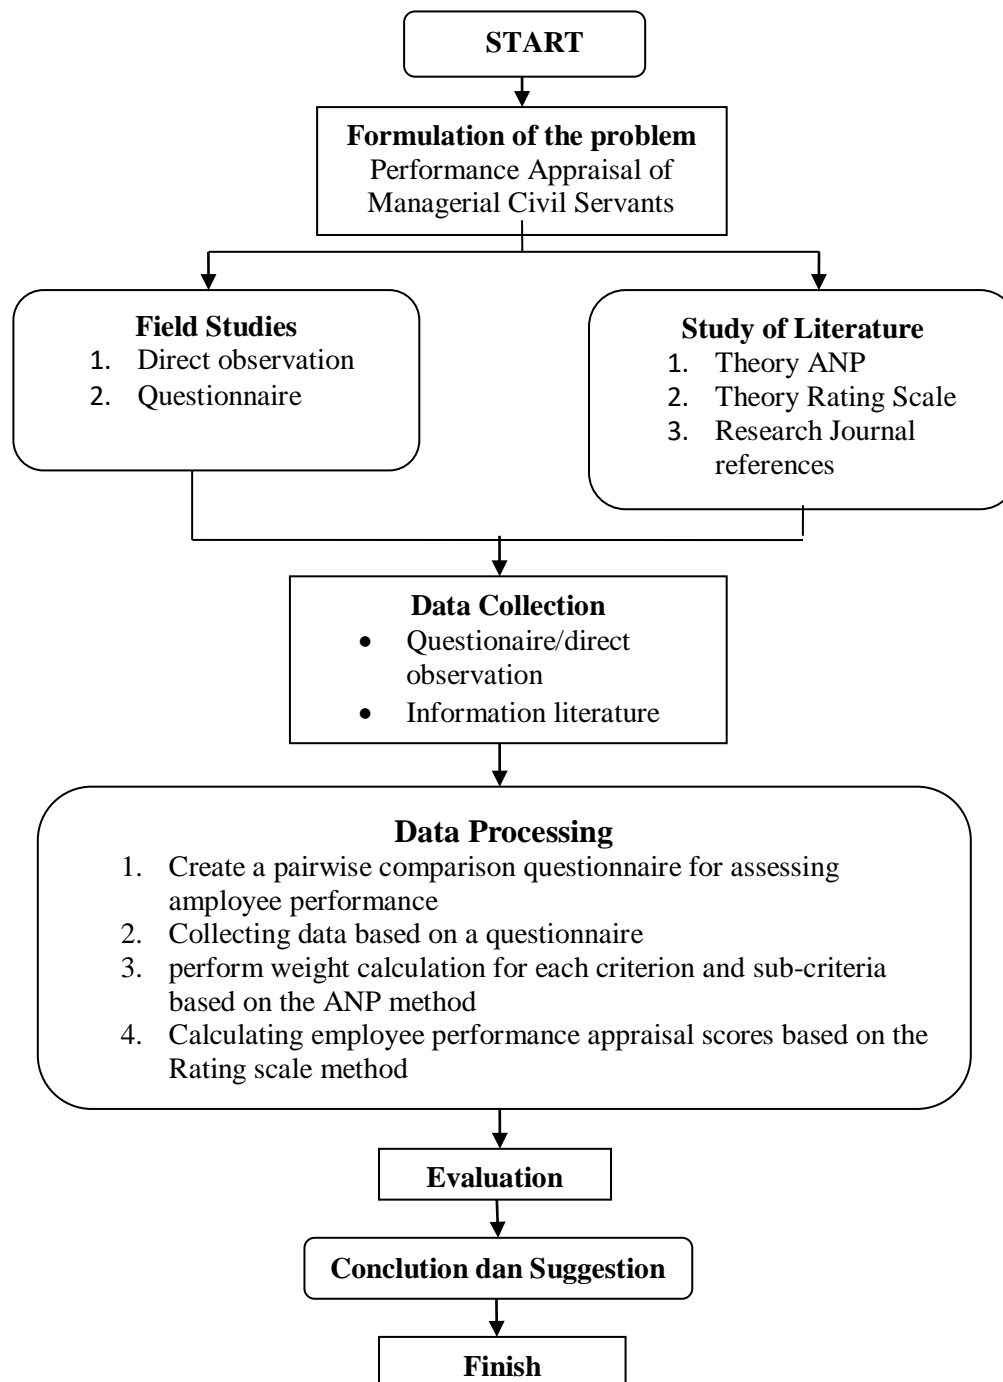 START
Formulation of the problem
Performance Appraisal of
Managerial Civil Servants
Field Studies
1. Direct observation
2. Questionnaire
Study of Literature
1. Theory ANP
2. Theory Rating Scale
3. Research Journal
references
Data Collection
• Questionaire/direct
observation
• Information literature
Data Processing
1. Create a pairwise comparison questionnaire for assessing
amployee performance
2. Collecting data based on a questionnaire
3. perform weight calculation for each criterion and sub-criteria
based on the ANP method
4. Calculating employee performance appraisal scores based on the
Rating scale method
Evaluation
Conclution dan Suggestion
Finish